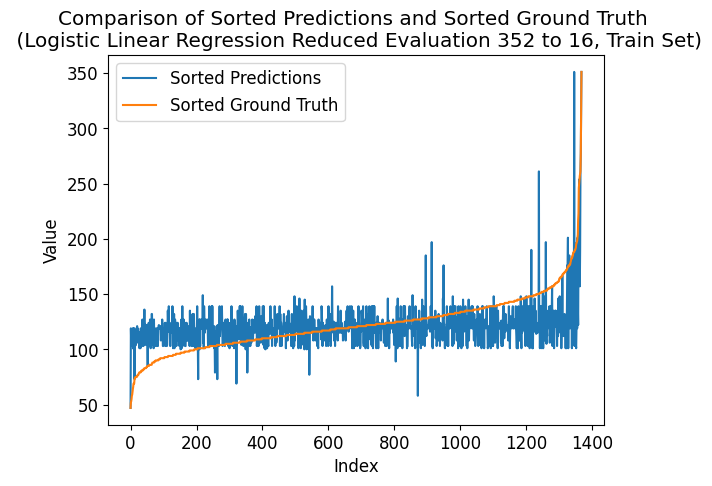 Comparison of Sorted Predictions and Sorted Ground Truth
(Logistic Linear Regression Reduced Evaluation 352 to 16, Train Set)
Sorted Predictions
Sorted Ground Truth
350
300
250
200
150
100
50
Value
0 200 400 600 800 1000 1200 1400
Index